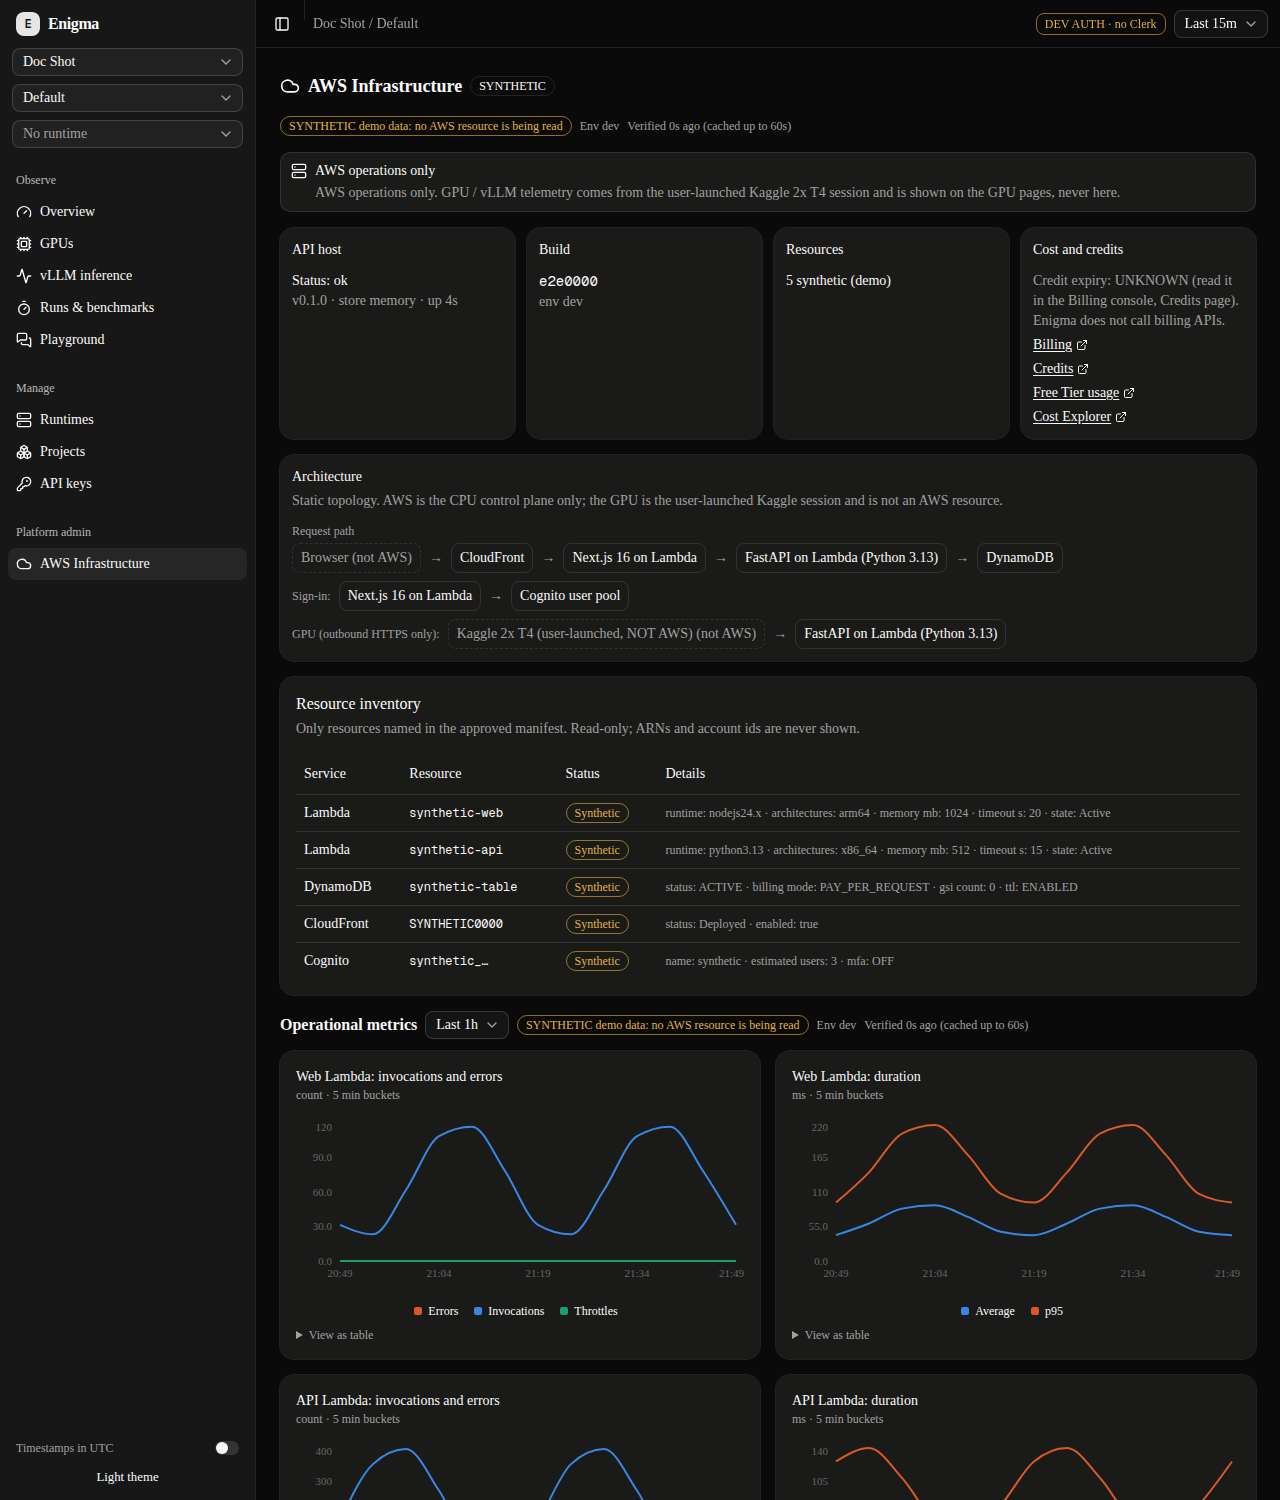 E Enigma
Doc Shot
Default
No runtime
Observe
Overview
GPUs
vLLM inference
Runs & benchmarks
Playground
Manage
Runtimes
Projects
API keys
Platform admin
AWS Infrastructure
Timestamps in UTC
Light theme
Doc Shot / Default
DEV AUTH · no Clerk
Last 15m
AWS Infrastructure SYNTHETIC
SYNTHETIC demo data: no AWS resource is being read Env dev Verified 0s ago (cached up to 60s)
AWS operations only
AWS operations only. GPU / vLLM telemetry comes from the user-launched Kaggle 2x T4 session and is shown on the GPU pages, never here.
API host
Status: ok
v0.1.0 · store memory · up 4s
Build
e2e0000
env dev
Resources
5 synthetic (demo)
Cost and credits
Credit expiry: UNKNOWN (read it
in the Billing console, Credits page).
Enigma does not call billing APIs.
Billing
Credits
Free Tier usage
Cost Explorer
Architecture
Static topology. AWS is the CPU control plane only; the GPU is the user-launched Kaggle session and is not an AWS resource.
Request path
Browser (not AWS) → CloudFront → Next.js 16 on Lambda → FastAPI on Lambda (Python 3.13) → DynamoDB
Sign-in: Next.js 16 on Lambda → Cognito user pool
GPU (outbound HTTPS only): Kaggle 2x T4 (user-launched, NOT AWS) (not AWS) → FastAPI on Lambda (Python 3.13)
Resource inventory
Only resources named in the approved manifest. Read-only; ARNs and account ids are never shown.
Service Resource Status Details
Lambda synthetic-web Synthetic runtime: nodejs24.x · architectures: arm64 · memory mb: 1024 · timeout s: 20 · state: Active
Lambda synthetic-api Synthetic runtime: python3.13 · architectures: x86_64 · memory mb: 512 · timeout s: 15 · state: Active
DynamoDB synthetic-table Synthetic status: ACTIVE · billing mode: PAY_PER_REQUEST · gsi count: 0 · ttl: ENABLED
CloudFront SYNTHETIC0000 Synthetic status: Deployed · enabled: true
Cognito synthetic_… Synthetic name: synthetic · estimated users: 3 · mfa: OFF
Operational metrics Last 1h SYNTHETIC demo data: no AWS resource is being read Env dev Verified 0s ago (cached up to 60s)
Web Lambda: invocations and errors
count · 5 min buckets
120
90.0
60.0
30.0
0.0
20:49 21:04 21:19 21:34 21:49
Errors Invocations Throttles
View as table
Web Lambda: duration
ms · 5 min buckets
220
165
110
55.0
0.0
20:49 21:04 21:19 21:34 21:49
Average p95
View as table
API Lambda: invocations and errors
count · 5 min buckets
400
300
API Lambda: duration
ms · 5 min buckets
140
105